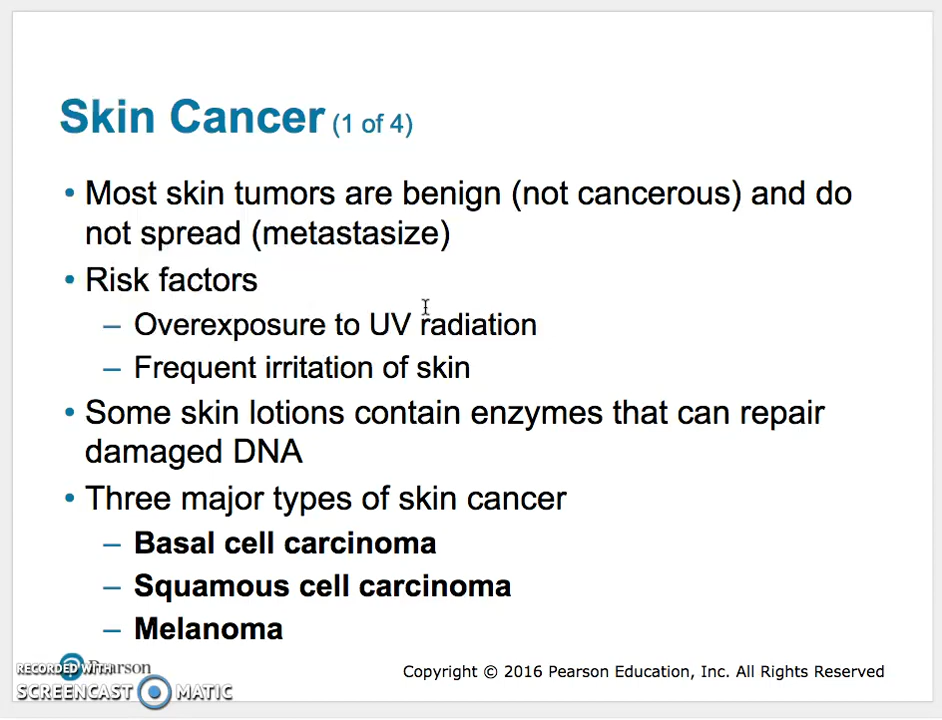 Skin Cancer (1 of 4)
• Most skin tumors are benign (not cancerous) and do
not spread (metastasize)
• Risk factors
– Overexposure to UV radiation
– Frequent irritation of skin
• Some skin lotions contain enzymes that can repair
damaged DNA
• Three major types of skin cancer
– Basal cell carcinoma
– Squamous cell carcinoma
– Melanoma
RECORDED WITH
Pearson
SCREENCAST MATIC
Copyright © 2016 Pearson Education, Inc. All Rights Reserved